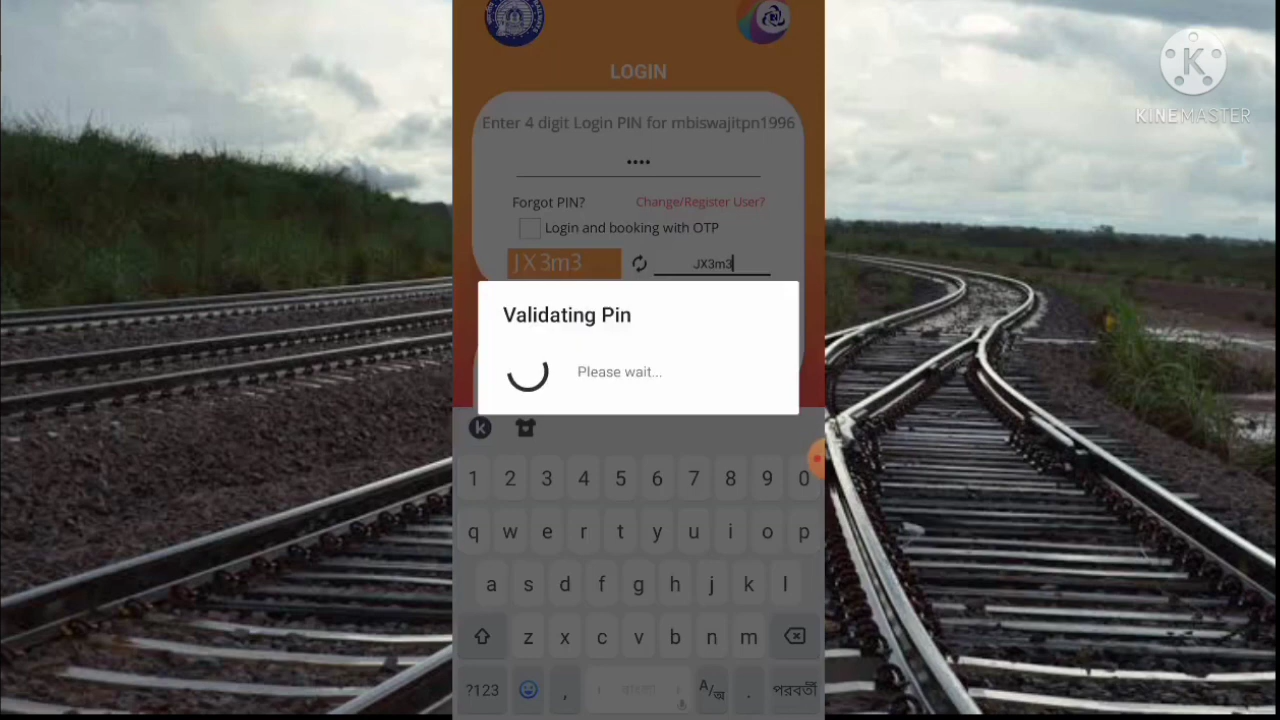 KINEMASTER
LOGIN
Enter 4 digit Login PIN for mbiswajitpn1996
••••
Forgot PIN? Change/Register User?
Login and booking with OTP
JX3m3 JX3m3
Validating Pin
Please wait...
1 2 3 4 5 6 7 8 9 0
q w e r t y u i o p
a s d f g h j k l
z x c v b n m
?123 , বাংলা A/অ . পরবর্তী